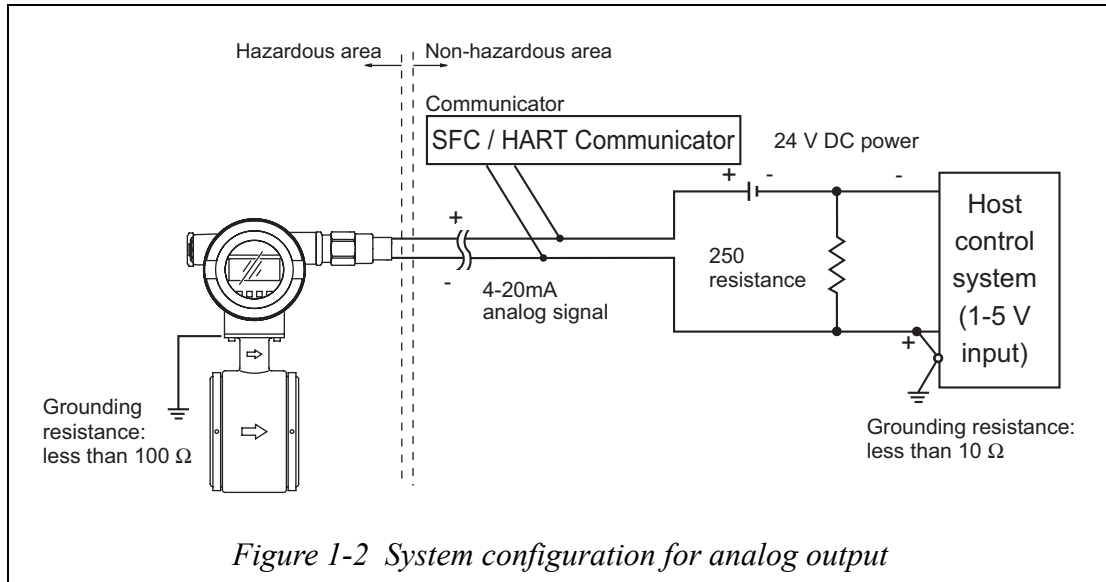 Hazardous area
Non-hazardous area
Communicator
SFC / HART Communicator
24 V DC power
+
-
-
Host
control
system
(1-5 V
input)
+
-
4-20mA
analog signal
250
resistance
+
Grounding
resistance:
less than 100 Ω
Grounding resistance:
less than 10 Ω
Figure 1-2 System configuration for analog output